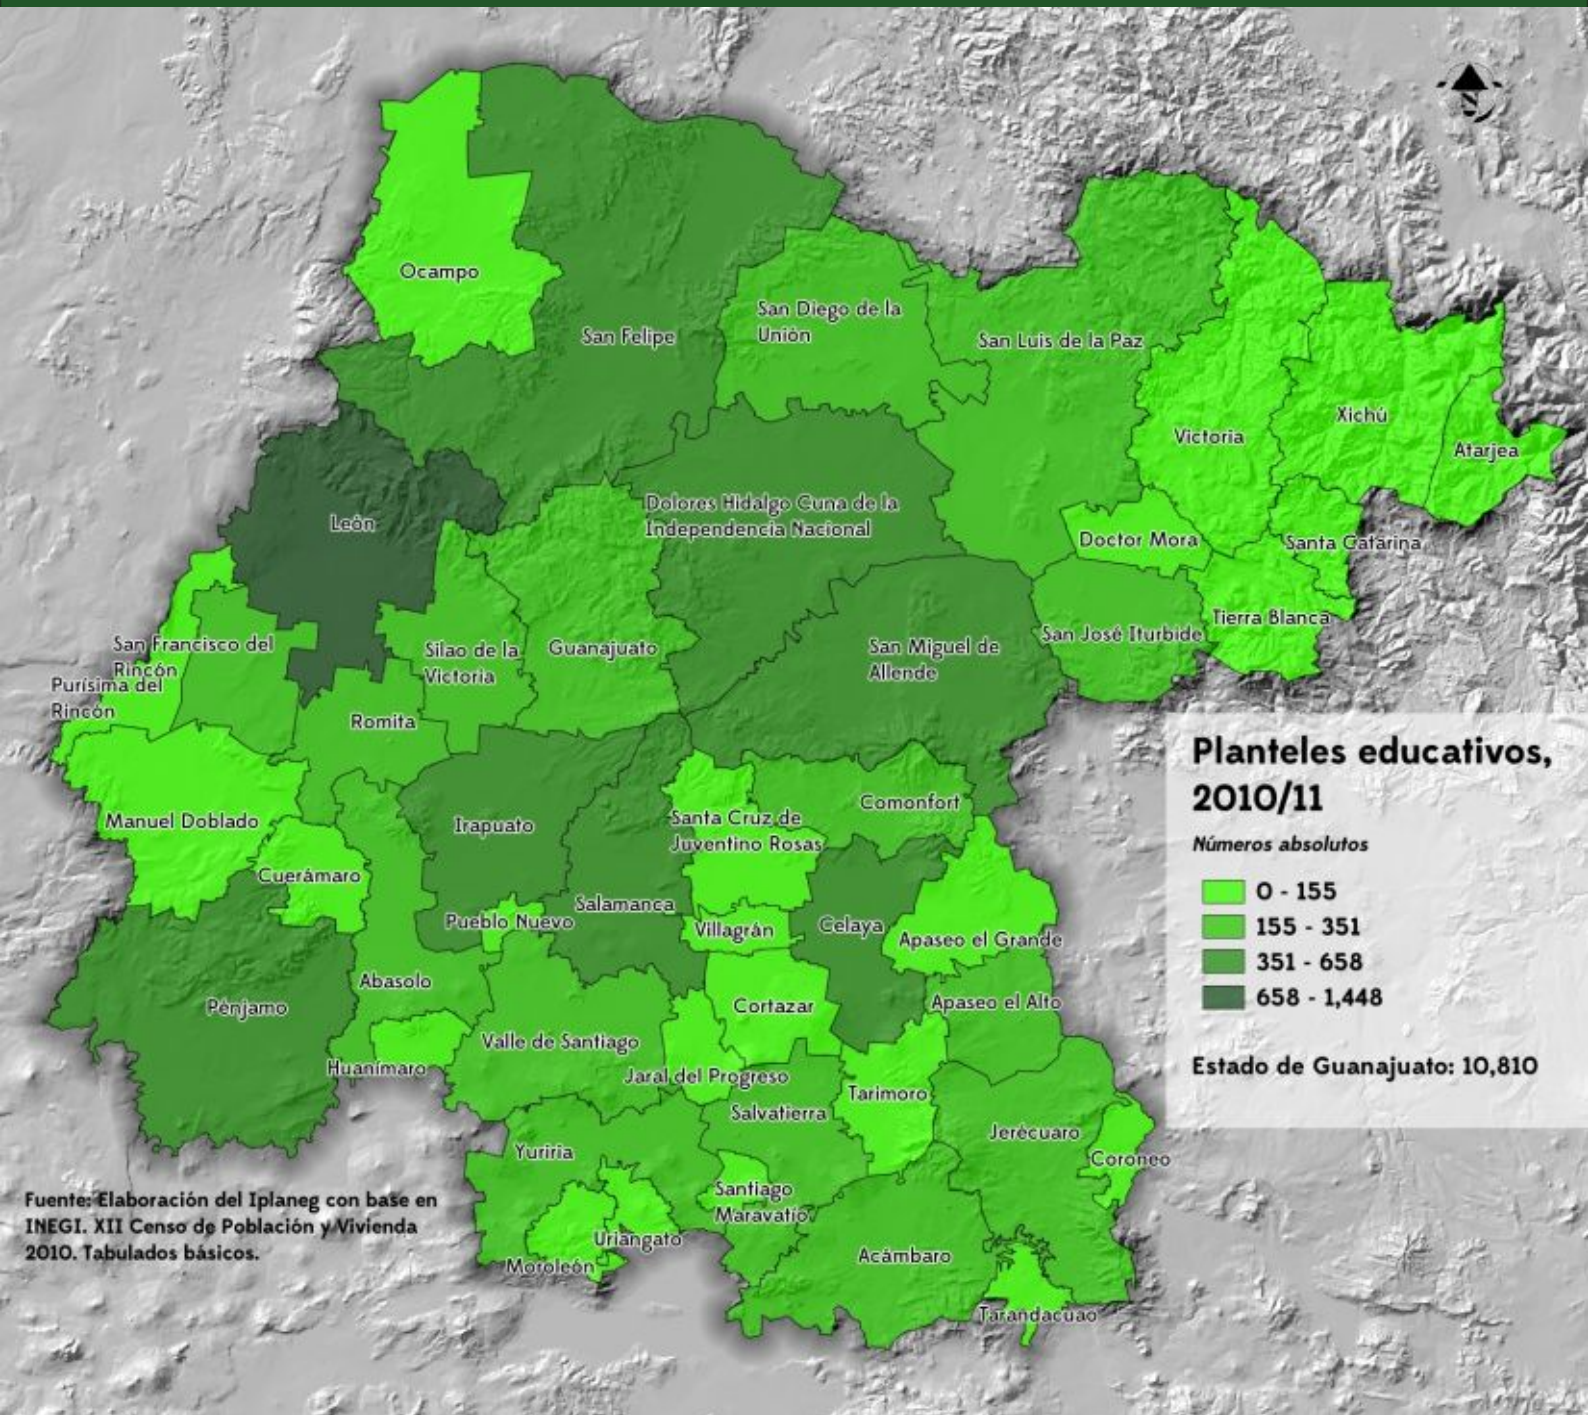 Ocampo
San Felipe
San Diego de la
Unión
San Luis de la Paz
Xichú
Victoria
Atarjea
León
Dolores Hidalgo Cuna de la
Independencia Nacional
Doctor Mora
Santa Catarina
Tierra Blanca
San José Iturbide
San Francisco del
Rincón
Purísima del
Rincón
Silao de la
Victoria
Guanajuato
San Miguel de
Allende
Romita
Manuel Doblado
Irapuato
Comonfort
Santa Cruz de
Juventino Rosas
Cuerámaro
Salamanca
Pueblo Nuevo
Villagrán
Celaya
Apaseo el Grande
Abasolo
Pénjamo
Cortazar
Apaseo el Alto
Valle de Santiago
Huanímaro
Jaral del Progreso
Tarimoro
Salvatierra
Jerécuaro
Yuriria
Coroneo
Santiago
Maravatío
Uriangato
Moroleón
Acámbaro
Tarandacuao
Planteles educativos,
2010/11
Números absolutos
0 - 155
155 - 351
351 - 658
658 - 1,448
Estado de Guanajuato: 10,810
Fuente: Elaboración del Iplaneg con base en
INEGI. XII Censo de Población y Vivienda
2010. Tabulados básicos.